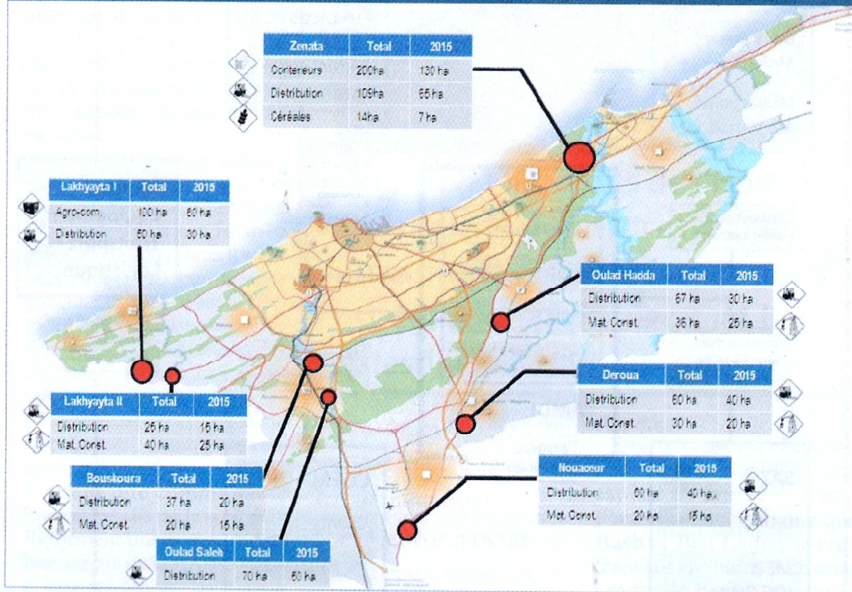 Zenata Total 2015
Conteneurs 200ha 130 ha
Distribution 109ha 65 ha
Céréales 14ha 7 ha
Lakhyayta I Total 2015
Agro-com. 100 ha 60 ha
Distribution 50 ha 30 ha
Oulad Hadda Total 2015
Distribution 67 ha 30 ha
Mat. Const. 36 ha 25 ha
Deroua Total 2015
Distribution 60 ha 40 ha
Mat. Const. 30 ha 20 ha
Lakhyayta II Total 2015
Distribution 25 ha 15 ha
Mat. Const. 40 ha 25 ha
Bouskoura Total 2015
Distribution 37 ha 20 ha
Mat. Const. 20 ha 15 ha
Nouaceur Total 2015
Distribution 60 ha 40 ha
Mat. Const. 20 ha 15 ha
Oulad Saleh Total 2015
Distribution 70 ha 50 ha